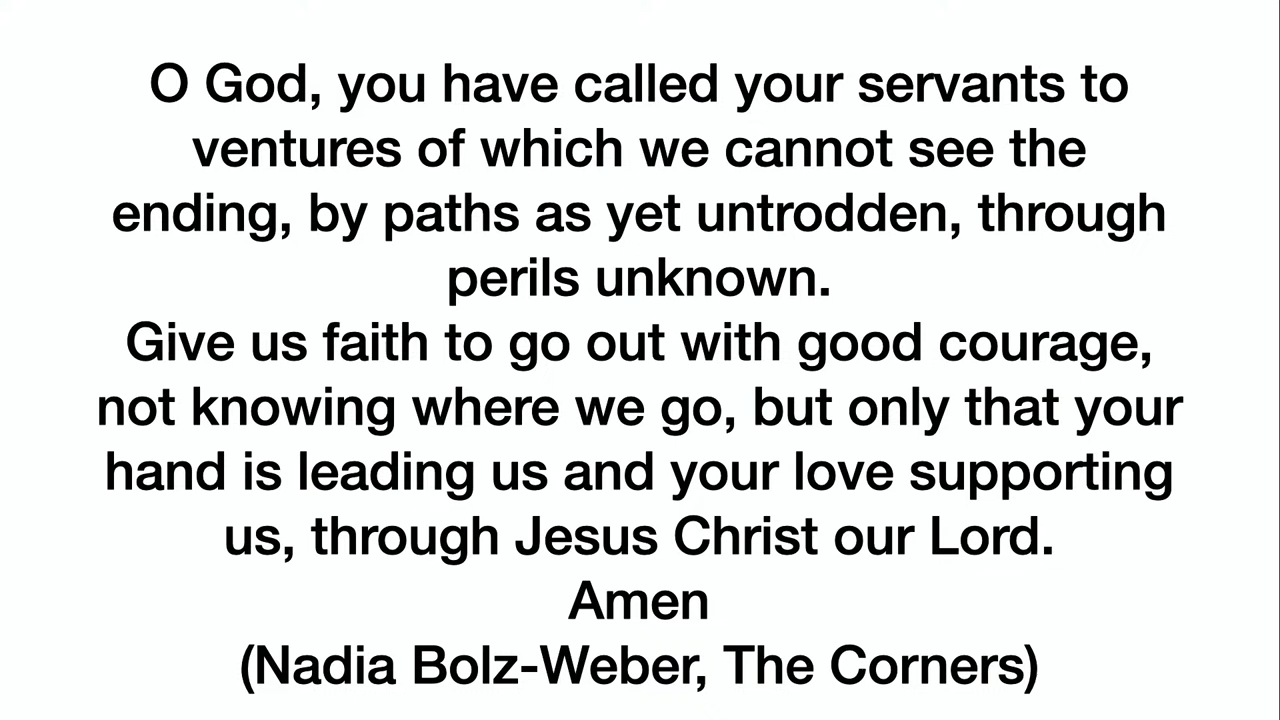 O God, you have called your servants to
ventures of which we cannot see the
ending, by paths as yet untrodden, through
perils unknown.
Give us faith to go out with good courage,
not knowing where we go, but only that your
hand is leading us and your love supporting
us, through Jesus Christ our Lord.
Amen
(Nadia Bolz-Weber, The Corners)